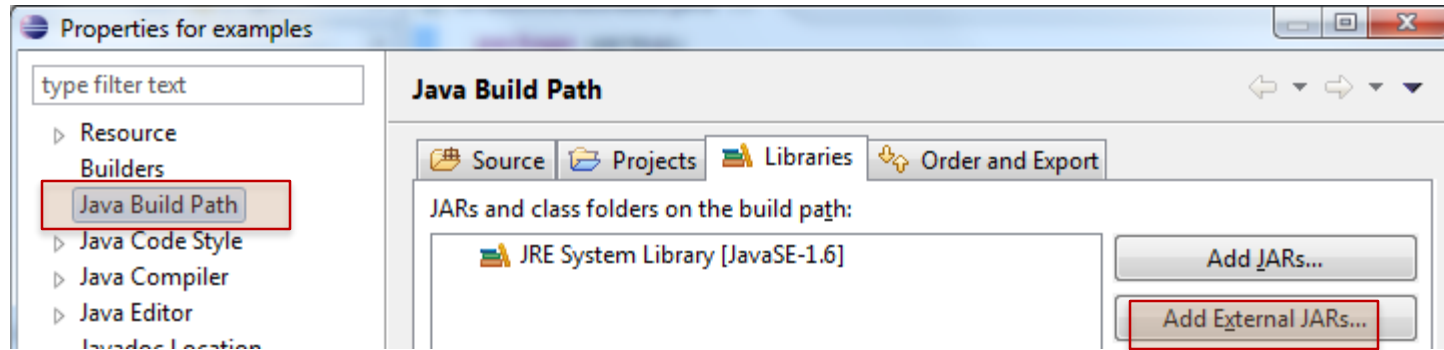 Properties for examples
type filter text
Resource
Builders
Java Build Path
Java Code Style
Java Compiler
Java Editor
Javadoc Location
Java Build Path
Source Projects Libraries Order and Export
JARs and class folders on the build path:
JRE System Library [JavaSE-1.6]
Add JARs...
Add External JARs...